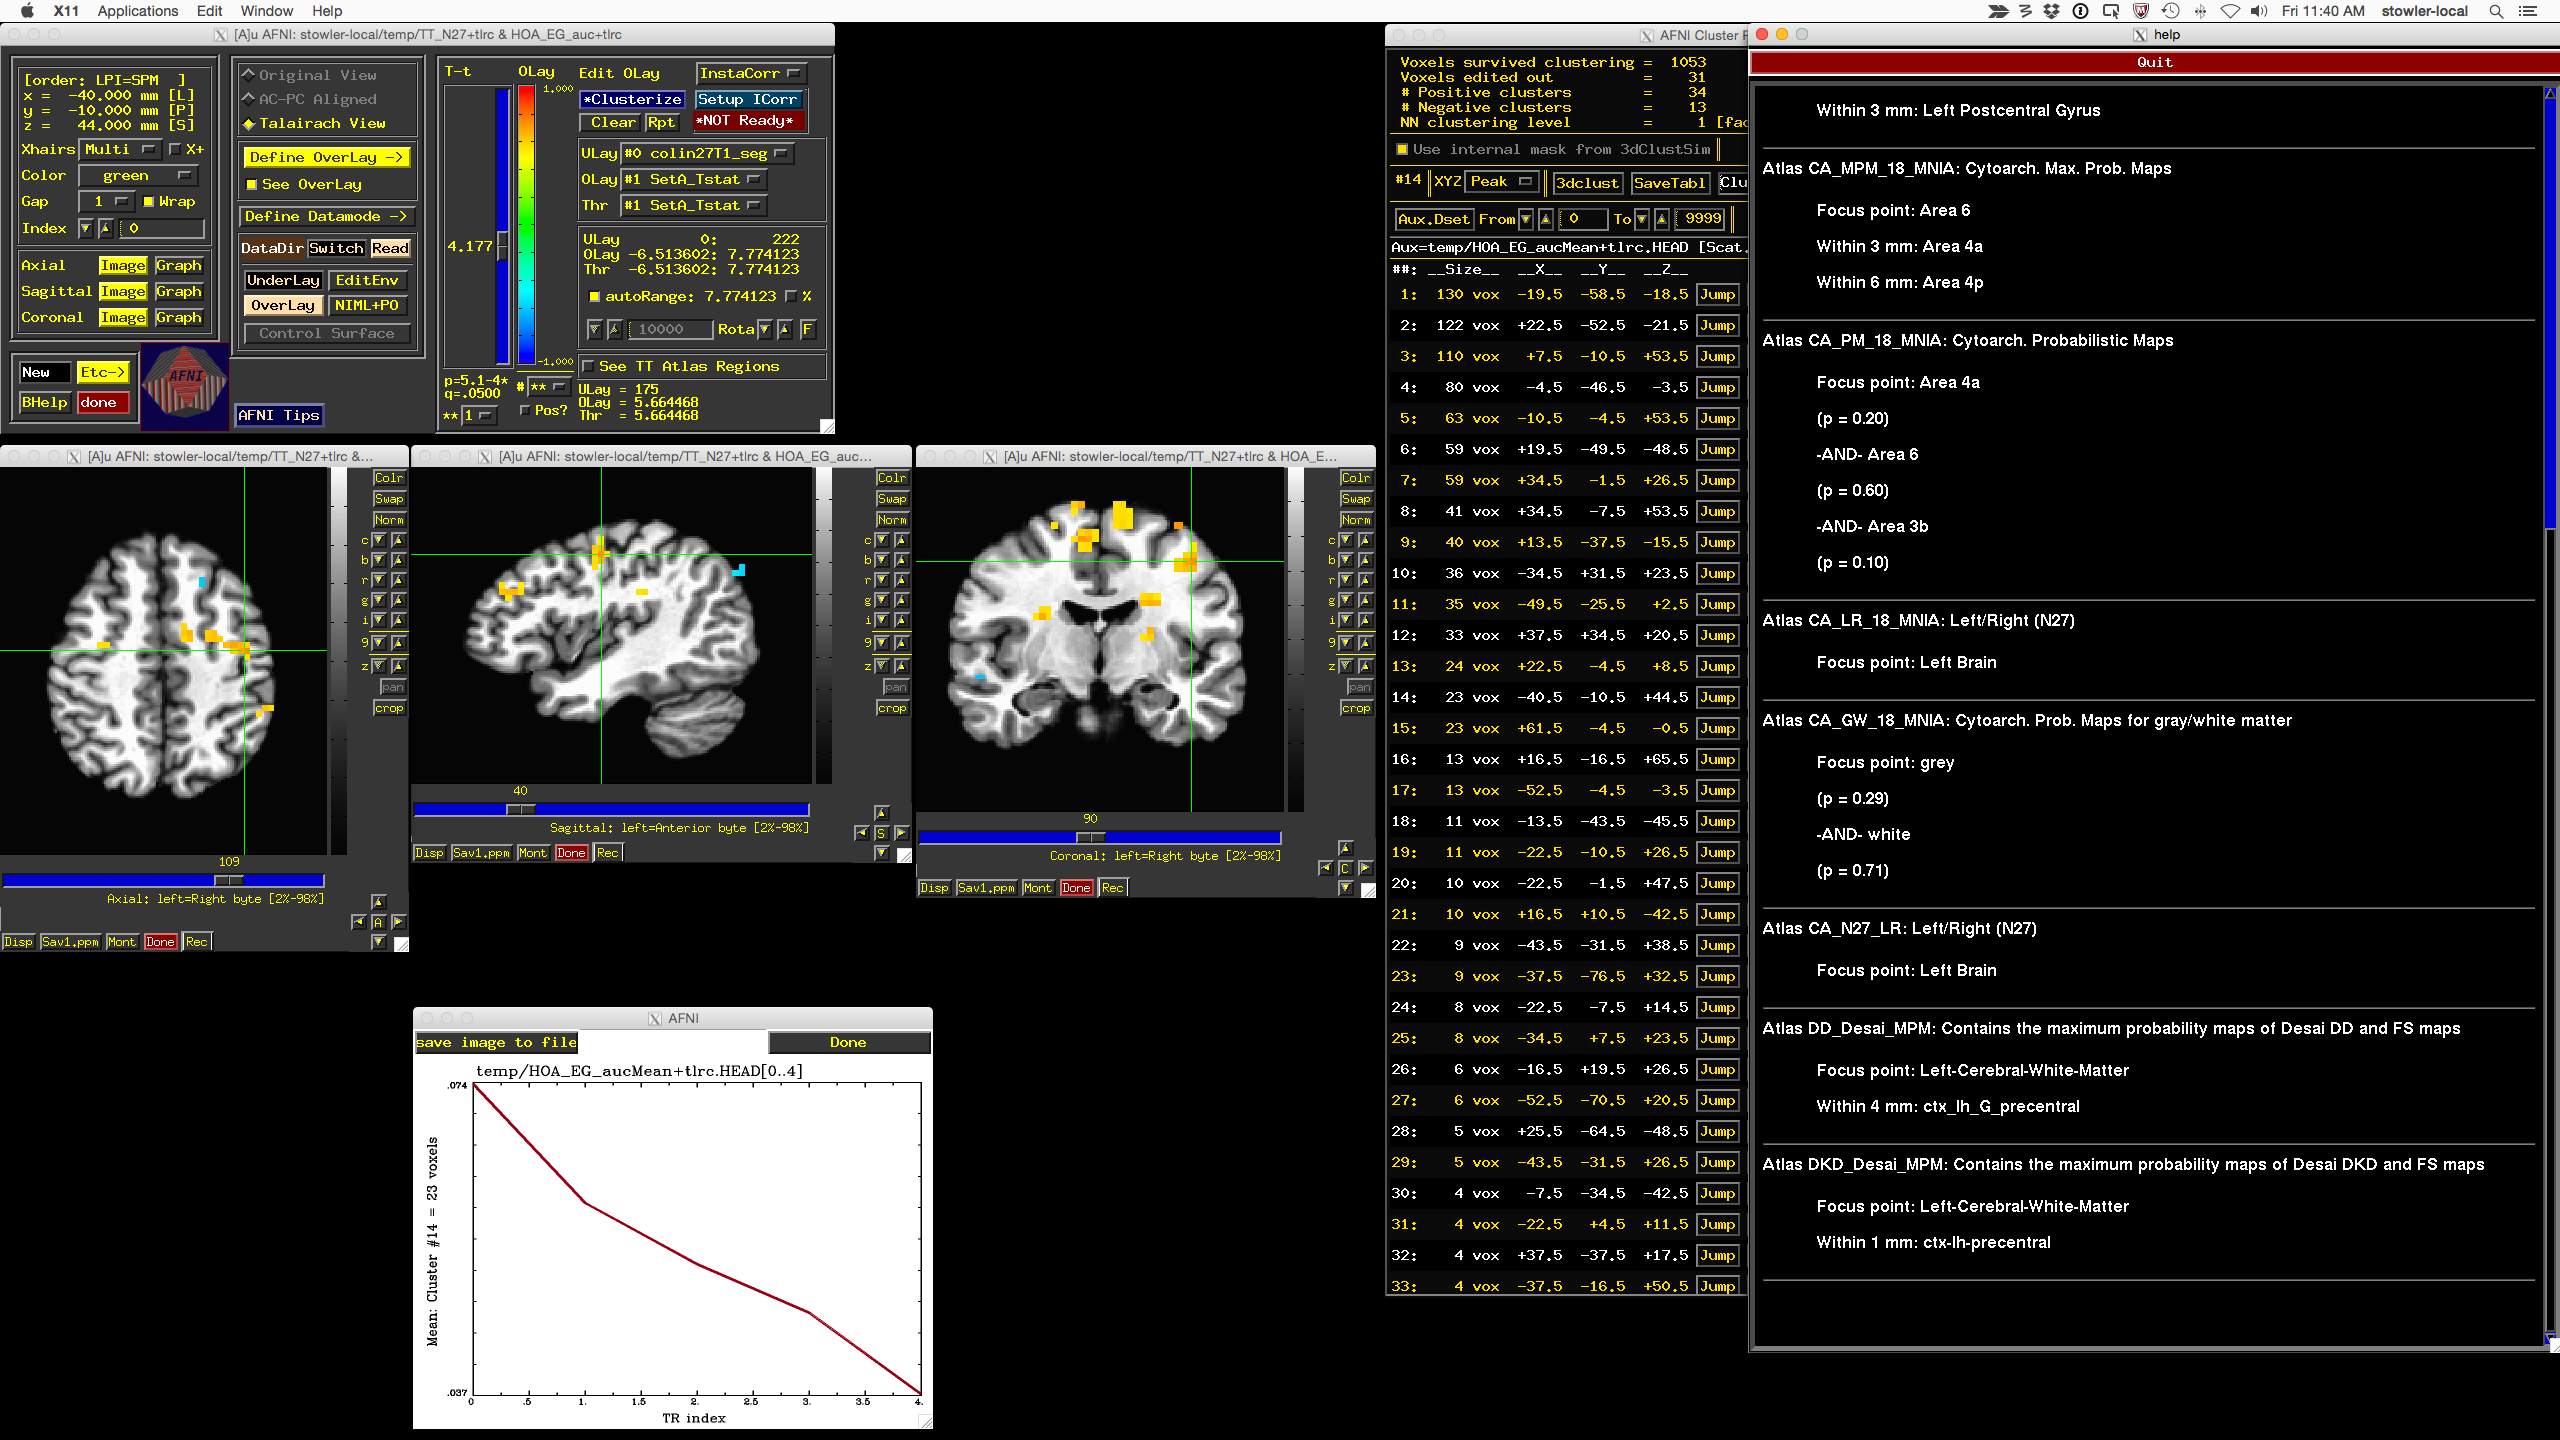 X11 Applications Edit Window Help
Fri 11:40 AM stowler-local
[A]u AFNI: stowler-local/temp/TT_N27+tlrc & HOA_EG_auc+tlrc
[order: LPI=SPM ]
x = -40.000 mm [L]
y = -10.000 mm [P]
z = 44.000 mm [S]
Xhairs Multi X+
Color green
Gap 1 Wrap
Index 0
Axial Image Graph
Sagittal Image Graph
Coronal Image Graph
New Etc->
BHelp done
AFNI
Original View
AC-PC Aligned
Talairach View
Define OverLay ->
See OverLay
Define Datamode ->
DataDir Switch Read
UnderLay EditEnv
OverLay NIML+PO
Control Surface
AFNI Tips
T-t
4.177
p=5.1-4*
q=.0500
** 1
OLay
1.000
-1.000
# **
Pos?
Edit OLay InstaCorr
*Clusterize Setup ICorr
Clear Rpt *NOT Ready*
ULay #0 colin27T1_seg
OLay #1 SetA_Tstat
Thr #1 SetA_Tstat
ULay 0: 222
OLay -6.513602: 7.774123
Thr -6.513602: 7.774123
autoRange: 7.774123 %
10000 Rota F
See TT Atlas Regions
ULay = 175
OLay = 5.664468
Thr = 5.664468
[A]u AFNI: stowler-local/temp/TT_N27+tlrc &...
Colr
Swap
Norm
c
b
r
g
i
9
z
pan
crop
109
Axial: left=Right byte [2%-98%]
A
Disp Sav1.ppm Mont Done Rec
[A]u AFNI: stowler-local/temp/TT_N27+tlrc & HOA_EG_auc...
Colr
Swap
Norm
c
b
r
g
i
9
z
pan
crop
40
Sagittal: left=Anterior byte [2%-98%]
S
Disp Sav1.ppm Mont Done Rec
[A]u AFNI: stowler-local/temp/TT_N27+tlrc & HOA_E...
Colr
Swap
Norm
c
b
r
g
i
9
z
pan
crop
90
Coronal: left=Right byte [2%-98%]
C
Disp Sav1.ppm Mont Done Rec
AFNI
save image to file Done
temp/HOA_EG_aucMean+tlrc.HEAD[0..4]
.074
Mean: Cluster #14 = 23 voxels
.037
0 .5 1. 1.5 2. 2.5 3. 3.5 4.
TR index
AFNI Cluster R
Voxels survived clustering = 1053
Voxels edited out = 31
# Positive clusters = 34
# Negative clusters = 13
NN clustering level = 1 [fac
Use internal mask from 3dClustSim
#14 XYZ Peak 3dclust SaveTabl Clu
Aux.Dset From 0 To 9999
Aux=temp/HOA_EG_aucMean+tlrc.HEAD [Scat.
##: __Size__ __X__ __Y__ __Z__
1: 130 vox -19.5 -58.5 -18.5 Jump
2: 122 vox +22.5 -52.5 -21.5 Jump
3: 110 vox +7.5 -10.5 +53.5 Jump
4: 80 vox -4.5 -46.5 -3.5 Jump
5: 63 vox -10.5 -4.5 +53.5 Jump
6: 59 vox +19.5 -49.5 -48.5 Jump
7: 59 vox +34.5 -1.5 +26.5 Jump
8: 41 vox +34.5 -7.5 +53.5 Jump
9: 40 vox +13.5 -37.5 -15.5 Jump
10: 36 vox -34.5 +31.5 +23.5 Jump
11: 35 vox -49.5 -25.5 +2.5 Jump
12: 33 vox +37.5 +34.5 +20.5 Jump
13: 24 vox +22.5 -4.5 +8.5 Jump
14: 23 vox -40.5 -10.5 +44.5 Jump
15: 23 vox +61.5 -4.5 -0.5 Jump
16: 13 vox +16.5 -16.5 +65.5 Jump
17: 13 vox -52.5 -4.5 -3.5 Jump
18: 11 vox -13.5 -43.5 -45.5 Jump
19: 11 vox -22.5 -10.5 +26.5 Jump
20: 10 vox -22.5 -1.5 +47.5 Jump
21: 10 vox +16.5 +10.5 -42.5 Jump
22: 9 vox -43.5 -31.5 +38.5 Jump
23: 9 vox -37.5 -76.5 +32.5 Jump
24: 8 vox -22.5 -7.5 +14.5 Jump
25: 8 vox -34.5 +7.5 +23.5 Jump
26: 6 vox -16.5 +19.5 +26.5 Jump
27: 6 vox -52.5 -70.5 +20.5 Jump
28: 5 vox +25.5 -64.5 -48.5 Jump
29: 5 vox -43.5 -31.5 +26.5 Jump
30: 4 vox -7.5 -34.5 -42.5 Jump
31: 4 vox -22.5 +4.5 +11.5 Jump
32: 4 vox +37.5 -37.5 +17.5 Jump
33: 4 vox -37.5 -16.5 +50.5 Jump
help
Quit
Within 3 mm: Left Postcentral Gyrus
Atlas CA_MPM_18_MNIA: Cytoarch. Max. Prob. Maps
Focus point: Area 6
Within 3 mm: Area 4a
Within 6 mm: Area 4p
Atlas CA_PM_18_MNIA: Cytoarch. Probabilistic Maps
Focus point: Area 4a
(p = 0.20)
-AND- Area 6
(p = 0.60)
-AND- Area 3b
(p = 0.10)
Atlas CA_LR_18_MNIA: Left/Right (N27)
Focus point: Left Brain
Atlas CA_GW_18_MNIA: Cytoarch. Prob. Maps for gray/white matter
Focus point: grey
(p = 0.29)
-AND- white
(p = 0.71)
Atlas CA_N27_LR: Left/Right (N27)
Focus point: Left Brain
Atlas DD_Desai_MPM: Contains the maximum probability maps of Desai DD and FS maps
Focus point: Left-Cerebral-White-Matter
Within 4 mm: ctx_lh_G_precentral
Atlas DKD_Desai_MPM: Contains the maximum probability maps of Desai DKD and FS maps
Focus point: Left-Cerebral-White-Matter
Within 1 mm: ctx-lh-precentral